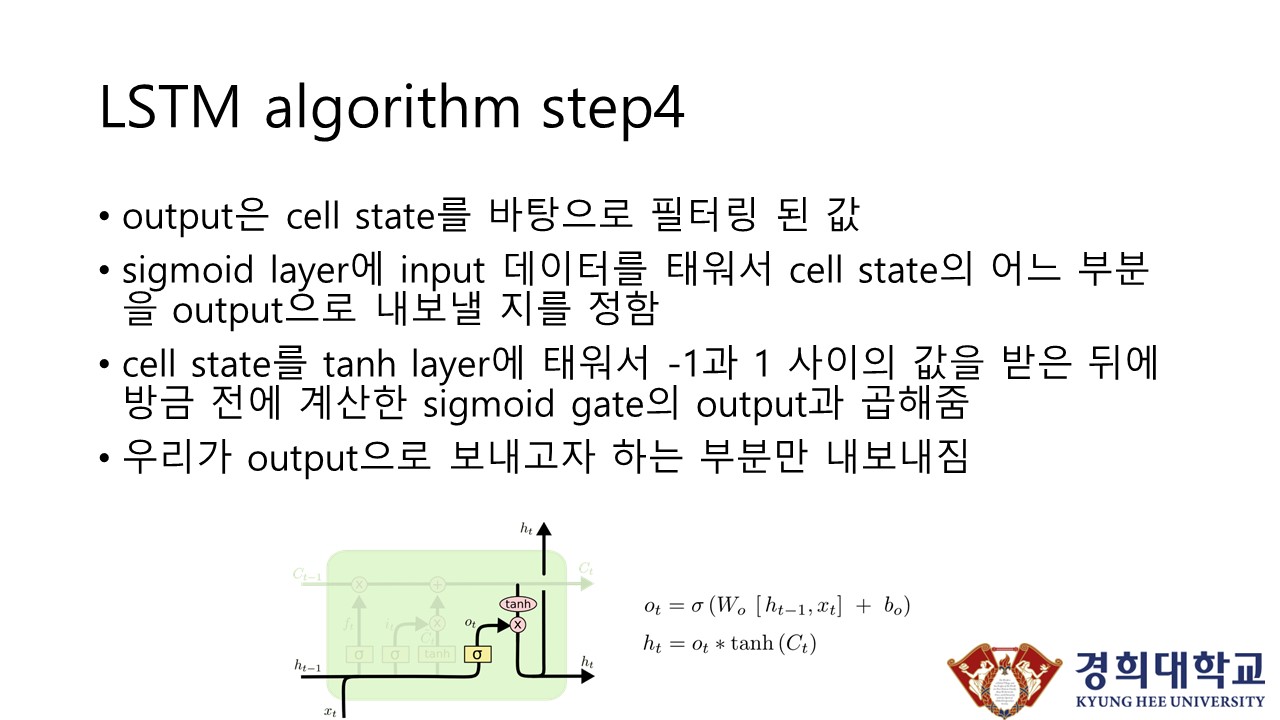 LSTM algorithm step4
• output은 cell state를 바탕으로 필터링 된 값
• sigmoid layer에 input 데이터를 태워서 cell state의 어느 부분
을 output으로 내보낼 지를 정함
• cell state를 tanh layer에 태워서 -1과 1 사이의 값을 받은 뒤에
방금 전에 계산한 sigmoid gate의 output과 곱해줌
• 우리가 output으로 보내고자 하는 부분만 내보내짐
h_t
C_{t-1} × + C_t
tanh
f_t i_t × o_t ×
C̃_t
σ σ tanh σ
h_{t-1} h_t
x_t
o_t = σ (W_o [h_{t-1}, x_t] + b_o)
h_t = o_t * tanh (C_t)
경희대학교
KYUNG HEE UNIVERSITY